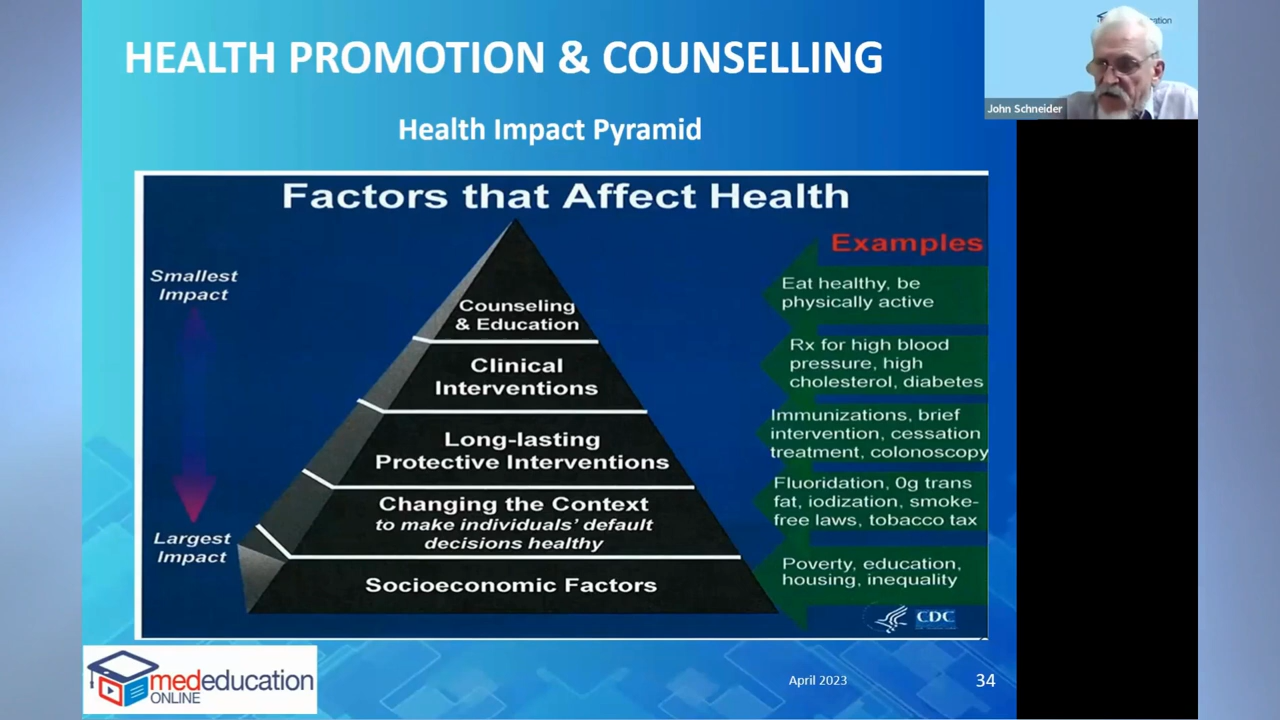 HEALTH PROMOTION & COUNSELLING
ation
John Schneider
Health Impact Pyramid
Factors that Affect Health
Examples
Smallest
Impact
Largest
Impact
Counseling
& Education
Clinical
Interventions
Long-lasting
Protective Interventions
Changing the Context
to make individuals' default
decisions healthy
Socioeconomic Factors
Eat healthy, be
physically active
Rx for high blood
pressure, high
cholesterol, diabetes
Immunizations, brief
intervention, cessation
treatment, colonoscopy
Fluoridation, 0g trans
fat, iodization, smoke-
free laws, tobacco tax
Poverty, education,
housing, inequality
CDC
mededucation
ONLINE
April 2023
34